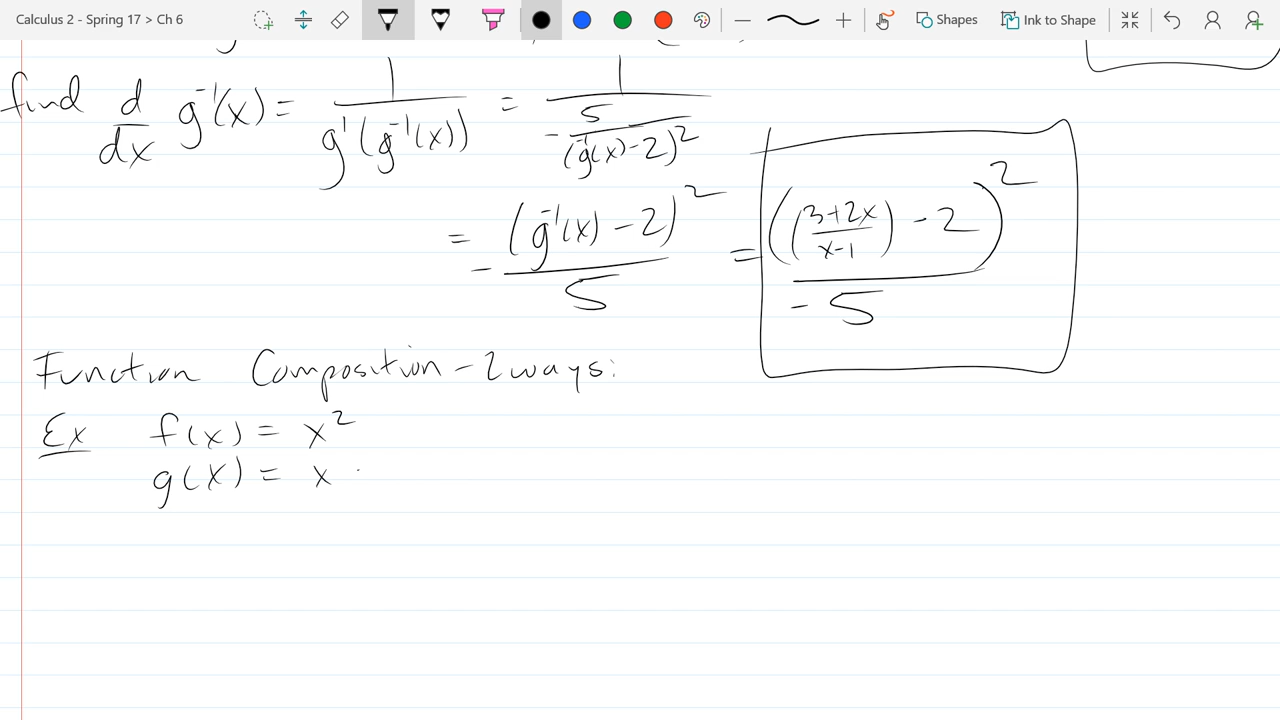 Calculus 2 - Spring 17 > Ch 6
Shapes
Ink to Shape
find d/dx g⁻¹(x) = 1/(g'(g⁻¹(x))) = 1/(-5/(g⁻¹(x)-2)²)
= -(g⁻¹(x)-2)²/5 = ((3+2x/x-1)-2)²/-5
Function Composition - 2 ways:
Ex f(x) = x²
g(x) = x